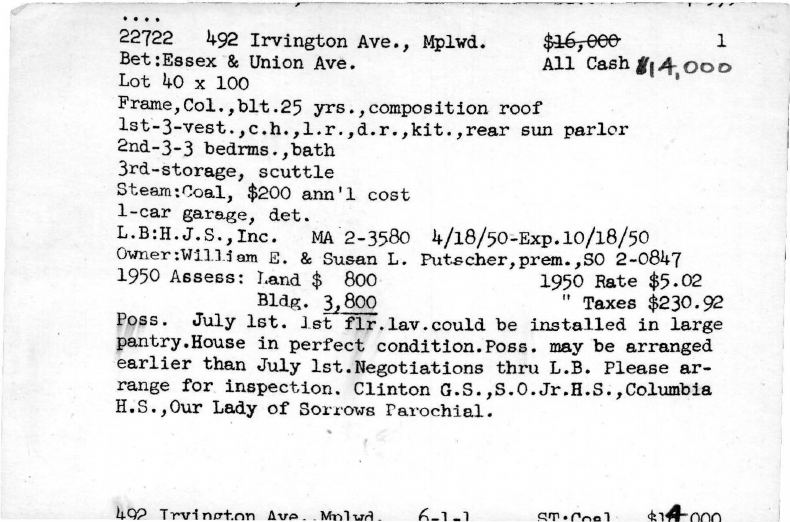 22722 492 Irvington Ave., Mplwd. $16,000 1
Bet:Essex & Union Ave. All Cash $14,000
Lot 40 x 100
Frame,Col.,blt.25 yrs.,composition roof
1st-3-vest.,c.h.,l.r.,d.r.,kit.,rear sun parlor
2nd-3-3 bedrms.,bath
3rd-storage, scuttle
Steam:Coal, $200 ann'l cost
1-car garage, det.
L.B:H.J.S.,Inc. MA 2-3580 4/18/50-Exp.10/18/50
Owner:William E. & Susan L. Putscher,prem.,SO 2-0847
1950 Assess: Land $ 800 1950 Rate $5.02
Bldg. 3,800 " Taxes $230.92
Poss. July 1st. 1st flr.lav.could be installed in large
pantry.House in perfect condition.Poss. may be arranged
earlier than July 1st.Negotiations thru L.B. Please ar-
range for inspection. Clinton G.S.,S.O.Jr.H.S.,Columbia
H.S.,Our Lady of Sorrows Parochial.
492 Irvington Ave., Mplwd. 6-1-1 ST:Coal $14,000